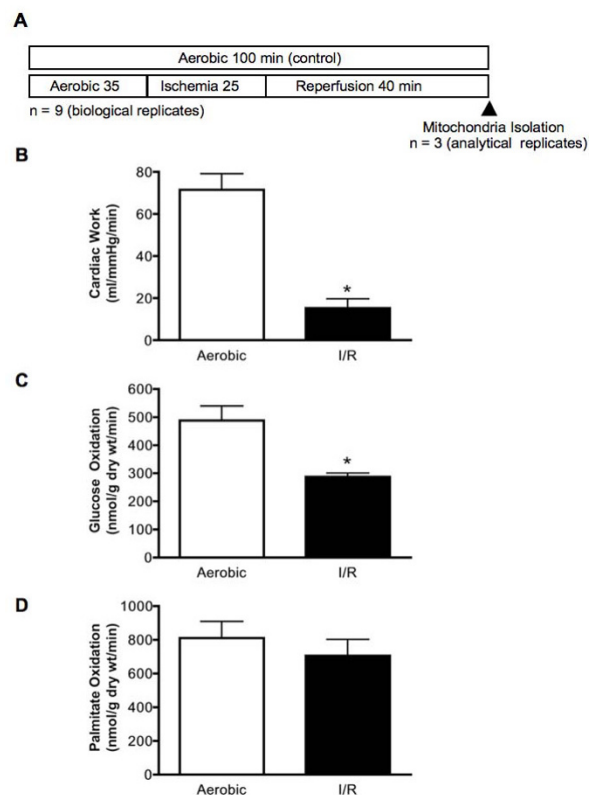 A
Aerobic 100 min (control)
Aerobic 35
Ischemia 25
Reperfusion 40 min
n = 9 (biological replicates)
Mitochondria Isolation
n = 3 (analytical replicates)
B
Cardiac Work
(ml/mmHg/min)
80
60
40
20
0
*
Aerobic
I/R
C
Glucose Oxidation
(nmol/g dry wt/min)
600
500
400
300
200
100
0
*
Aerobic
I/R
D
Palmitate Oxidation
(nmol/g dry wt/min)
1000
800
600
400
200
0
Aerobic
I/R